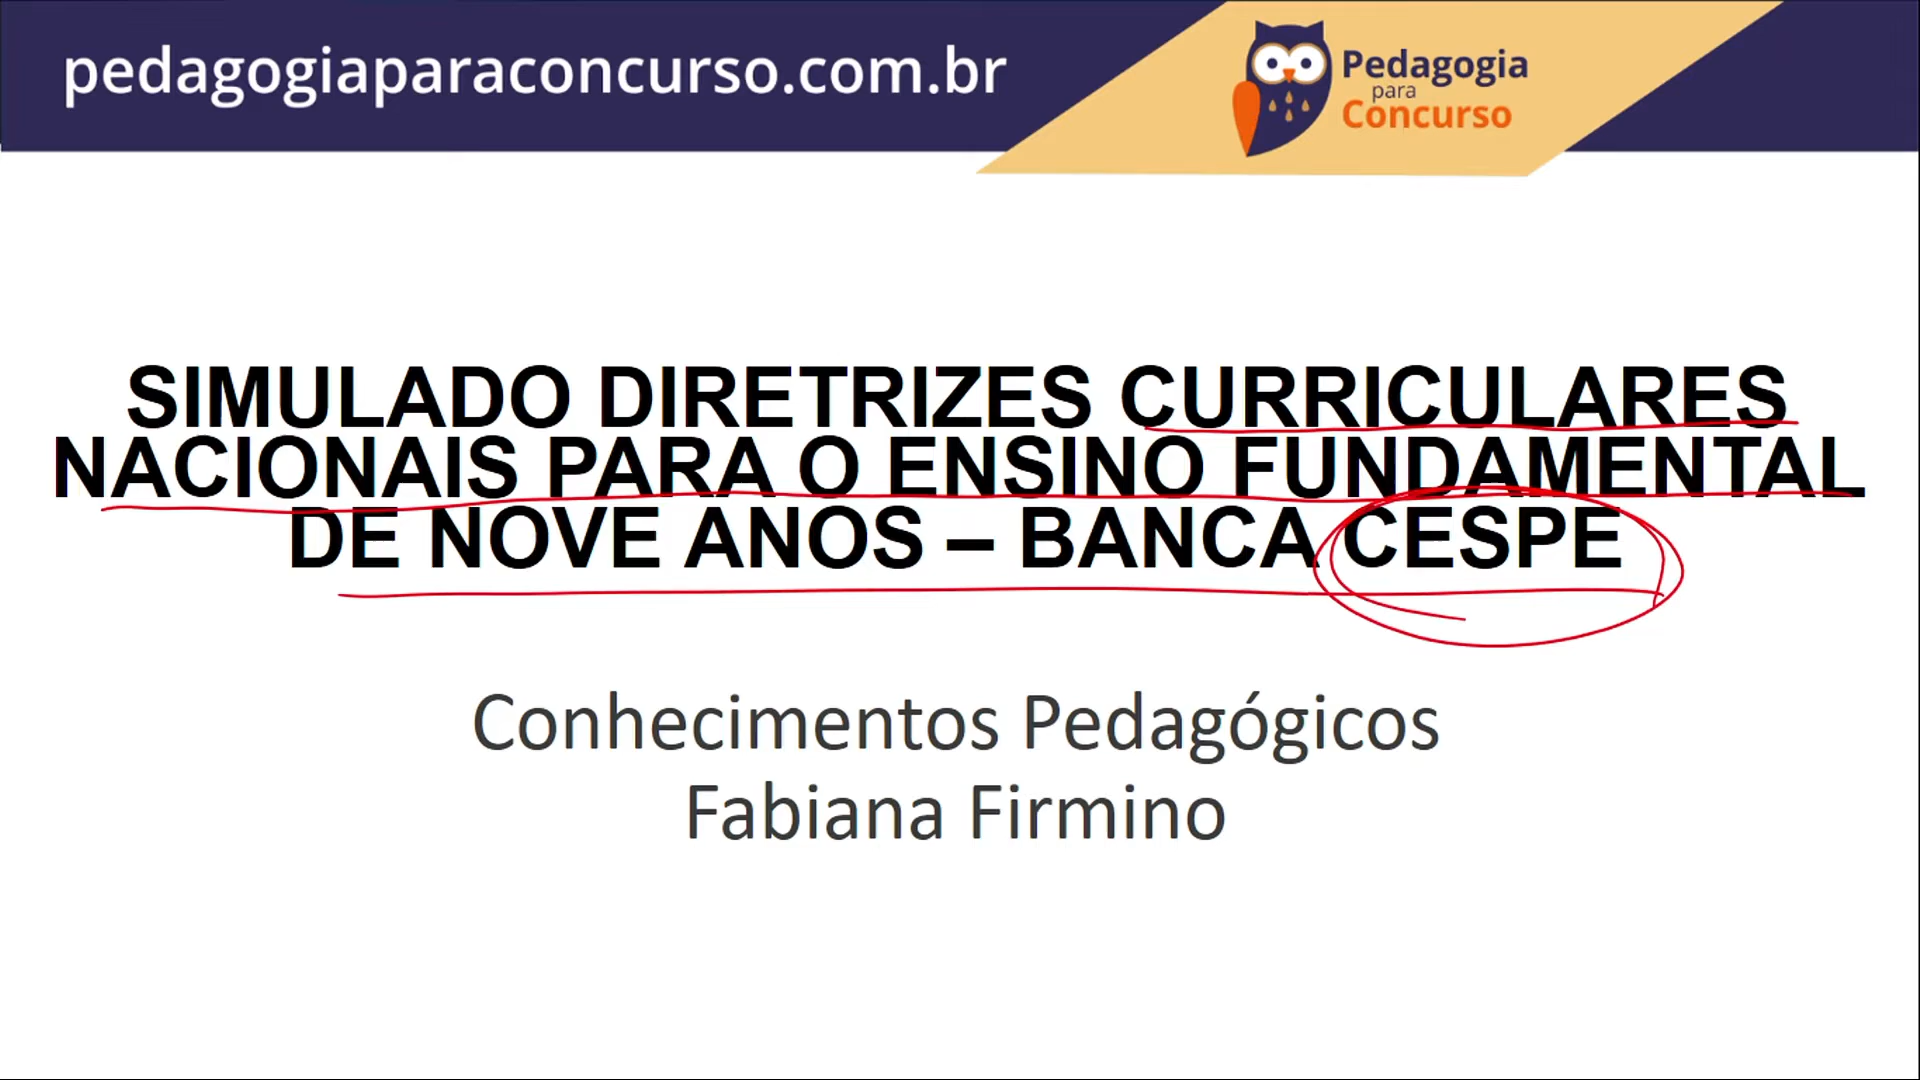 pedagogiaparaconcurso.com.br
Pedagogia
para
Concurso
SIMULADO DIRETRIZES CURRICULARES
NACIONAIS PARA O ENSINO FUNDAMENTAL
DE NOVE ANOS – BANCA CESPE
Conhecimentos Pedagógicos
Fabiana Firmino